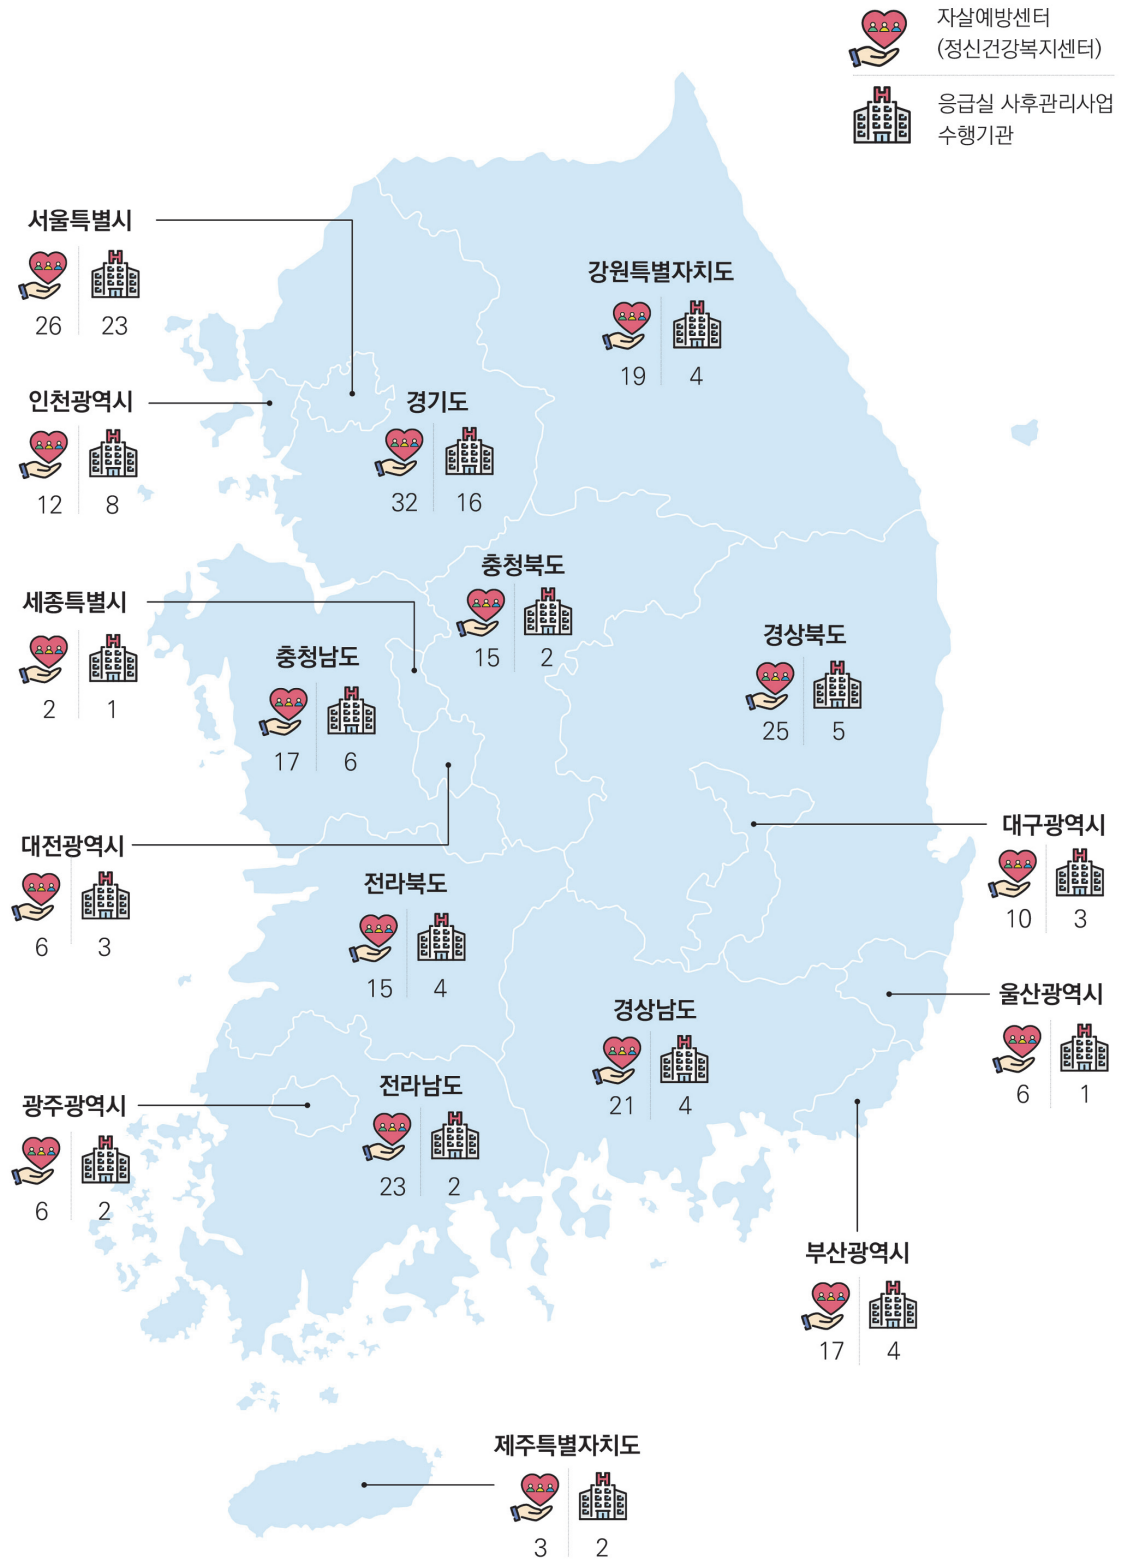 자살예방센터
(정신건강복지센터)
응급실 사후관리사업
수행기관
서울특별시
26 23
강원특별자치도
19 4
인천광역시
12 8
경기도
32 16
충청북도
15 2
세종특별시
2 1
충청남도
17 6
경상북도
25 5
대전광역시
6 3
대구광역시
10 3
전라북도
15 4
울산광역시
6 1
경상남도
21 4
전라남도
23 2
광주광역시
6 2
부산광역시
17 4
제주특별자치도
3 2